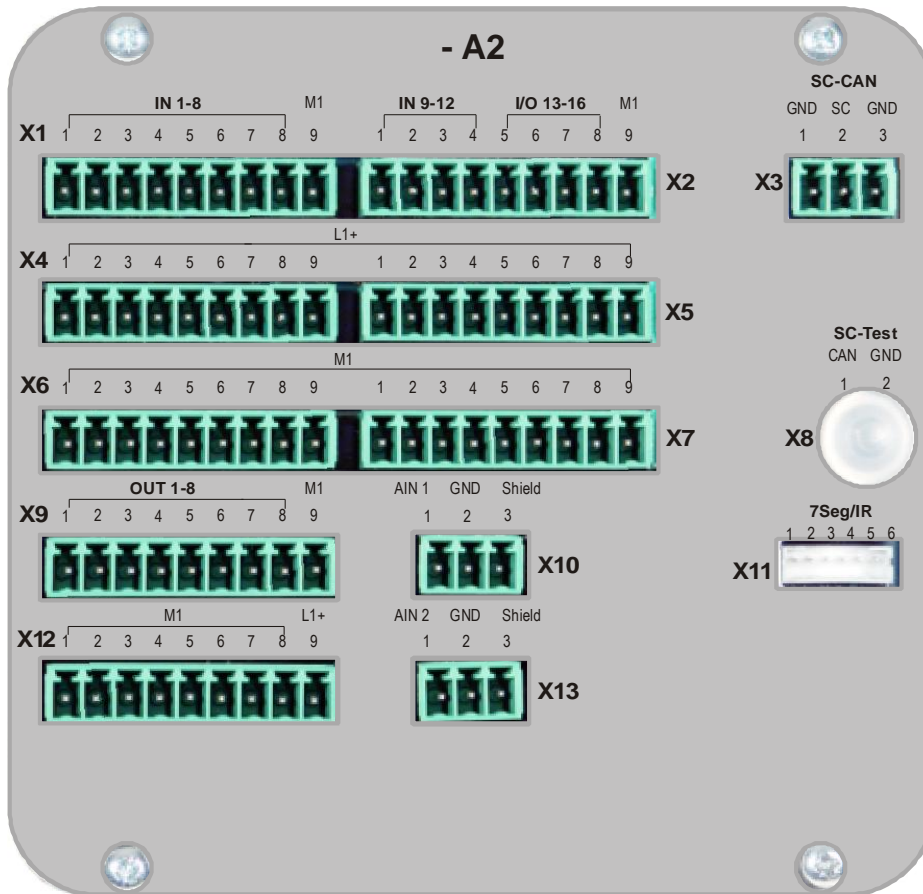 - A2
SC-CAN
IN 1-8 M1 IN 9-12 I/O 13-16 M1 GND SC GND
X1 1 2 3 4 5 6 7 8 9 1 2 3 4 5 6 7 8 9 1 2 3
X2 X3
L1+
X4 1 2 3 4 5 6 7 8 9 1 2 3 4 5 6 7 8 9
X5
SC-Test
M1 CAN GND
X6 1 2 3 4 5 6 7 8 9 1 2 3 4 5 6 7 8 9 1 2
X7 X8
OUT 1-8 M1 AIN 1 GND Shield
X9 1 2 3 4 5 6 7 8 9 1 2 3
7Seg/IR
1 2 3 4 5 6
X10 X11
M1 L1+ AIN 2 GND Shield
X12 1 2 3 4 5 6 7 8 9 1 2 3
X13